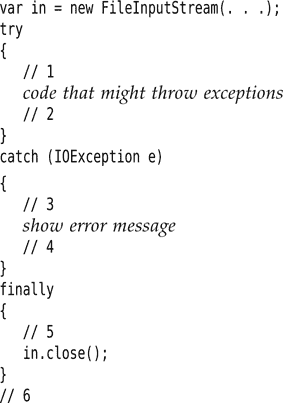 var in = new FileInputStream(. . .);
try
{
// 1
code that might throw exceptions
// 2
}
catch (IOException e)
{
// 3
show error message
// 4
}
finally
{
// 5
in.close();
}
// 6